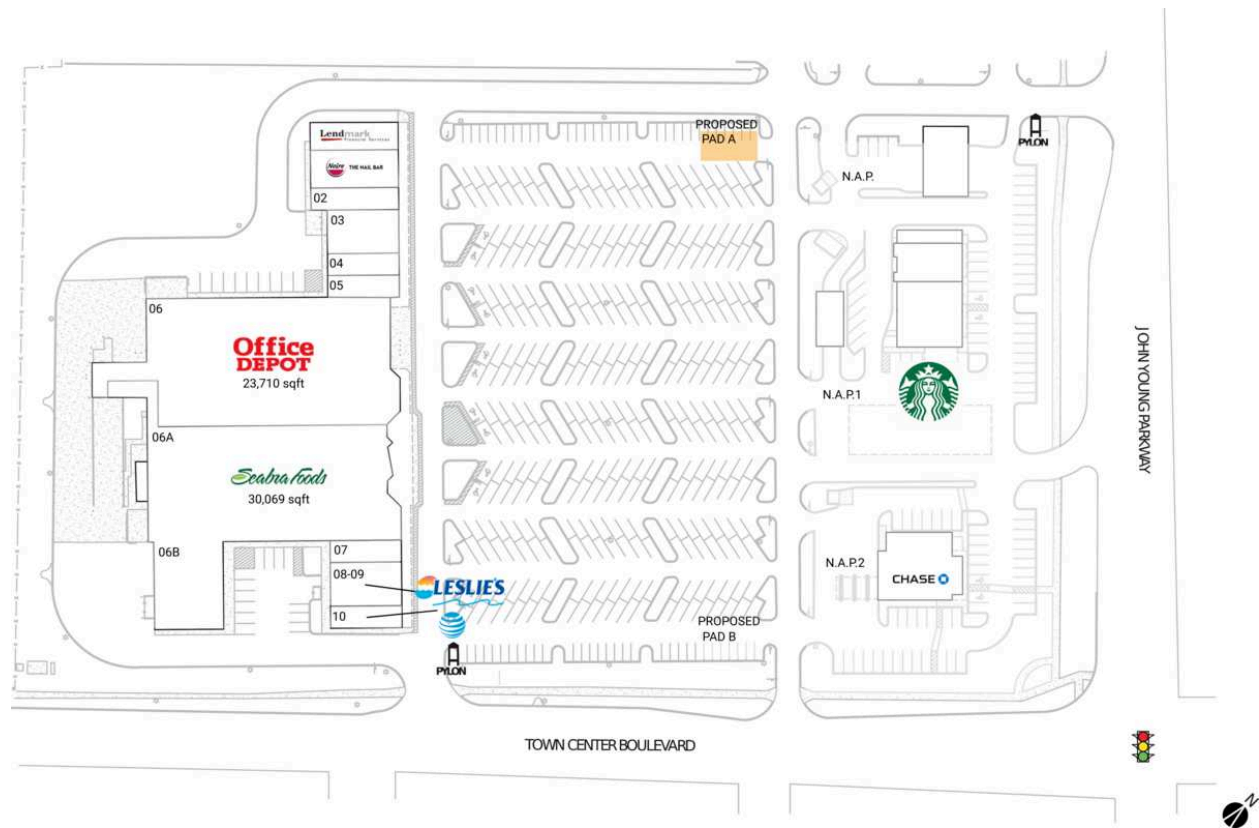 Lendmark
Financial Services
Noire THE NAIL BAR
02
03
04
05
06
Office
DEPOT
23,710 sqft
06A
Seabra Foods
30,069 sqft
06B
07
08-09
LESLIE'S
10
PYLON
PROPOSED
PAD A
PROPOSED
PAD B
N.A.P.
PYLON
N.A.P.1
N.A.P.2
CHASE
JOHN YOUNG PARKWAY
TOWN CENTER BOULEVARD
N